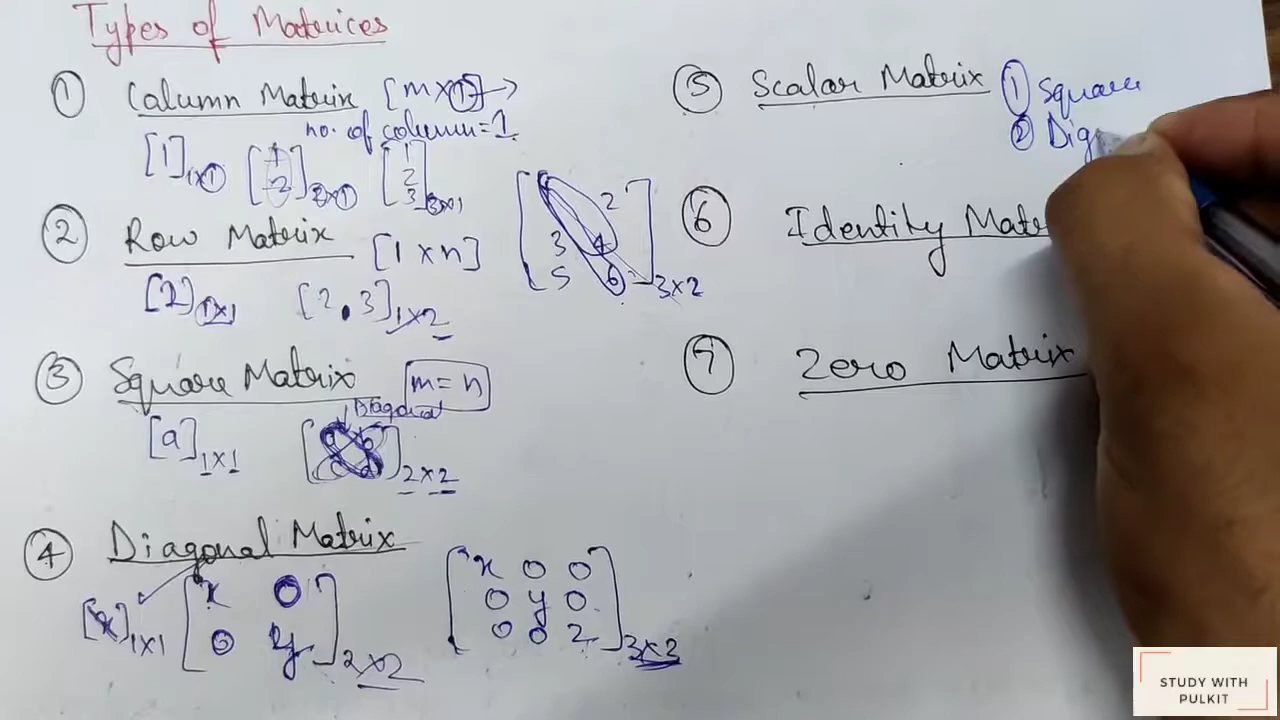 Types of Matrices
① Column Matrix [m×1]→
no. of column=1
[1]1×1 2×1 [1 2 3]3×1
② Row Matrix [1×n]
[2]1×1 [2, 3]1×2
[1 2
3 4
5 6]3×2
③ Square Matrix m=n
Diagonal
[a]1×1 2×2
④ Diagonal Matrix
[x]1×1
[x 0
0 y]2×2
[x 0 0
0 y 0
0 0 z]3×3
⑤ Scalar Matrix ① Square
② Dig
⑥ Identity Mat
⑦ Zero Matrix
STUDY WITH
PULKIT